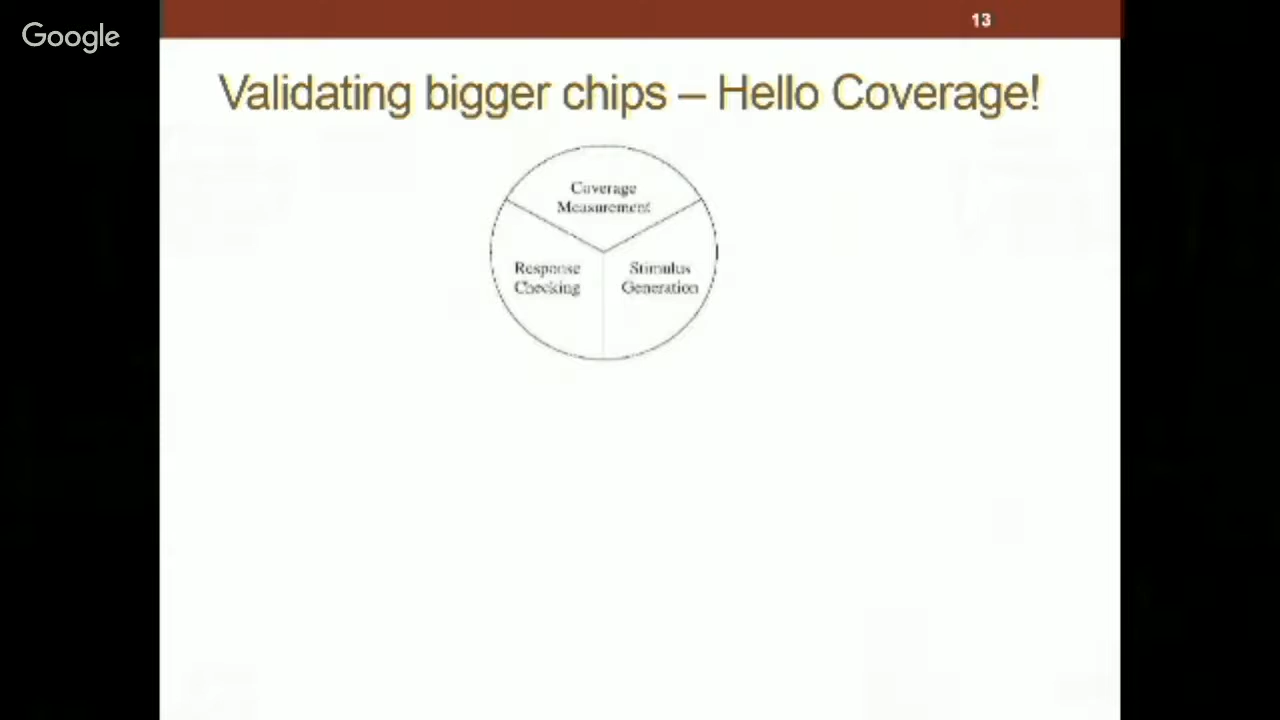 Google
13
Validating bigger chips – Hello Coverage!
Coverage
Measurement
Response
Checking
Stimulus
Generation